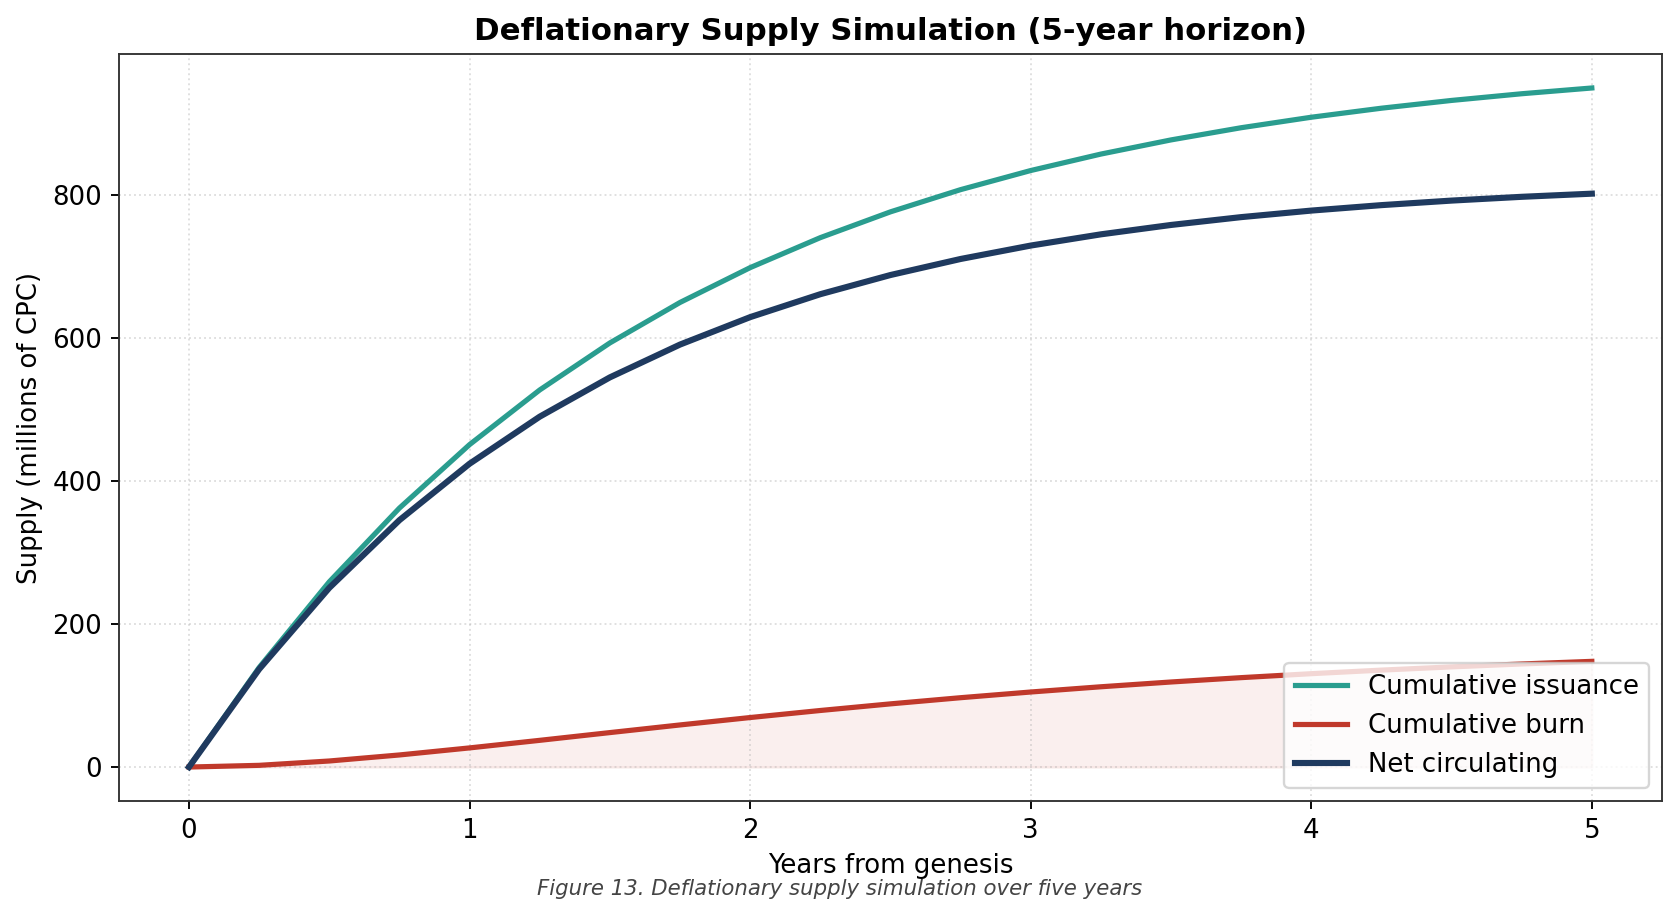 Deflationary Supply Simulation (5-year horizon)
Supply (millions of CPC)
800
600
400
200
0
Cumulative issuance
Cumulative burn
Net circulating
0 1 2 3 4 5
Years from genesis
Figure 13. Deflationary supply simulation over five years